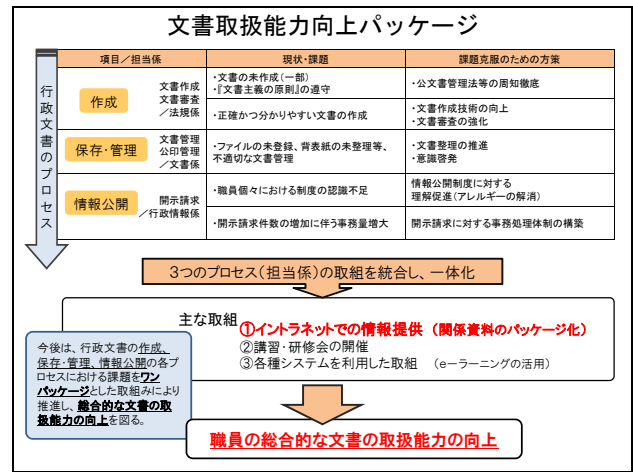 文書取扱能力向上パッケージ
行政文書のプロセス
項目／担当係
現状・課題
課題克服のための方策
作成
文書作成
文書審査
／法規係
・文書の未作成（一部）
・『文書主義の原則』の遵守
・公文書管理法等の周知徹底
・正確かつ分かりやすい文書の作成
・文書作成技術の向上
・文書審査の強化
保存・管理
文書管理
公印管理
／文書係
・ファイルの未登録、背表紙の未整理等、
不適切な文書管理
・文書整理の推進
・意識啓発
情報公開
開示請求
／行政情報係
・職員個々における制度の認識不足
情報公開制度に対する
理解促進（アレルギーの解消）
・開示請求件数の増加に伴う事務量増大
開示請求に対する事務処理体制の構築
3つのプロセス（担当係）の取組を統合し、一体化
主な取組
①イントラネットでの情報提供（関係資料のパッケージ化）
②講習・研修会の開催
③各種システムを利用した取組　（e－ラーニングの活用）
今後は、行政文書の作成、
保存・管理、情報公開の各プ
ロセスにおける課題をワン
パッケージとした取組みにより
推進し、総合的な文書の取
扱能力の向上を図る。
職員の総合的な文書の取扱能力の向上